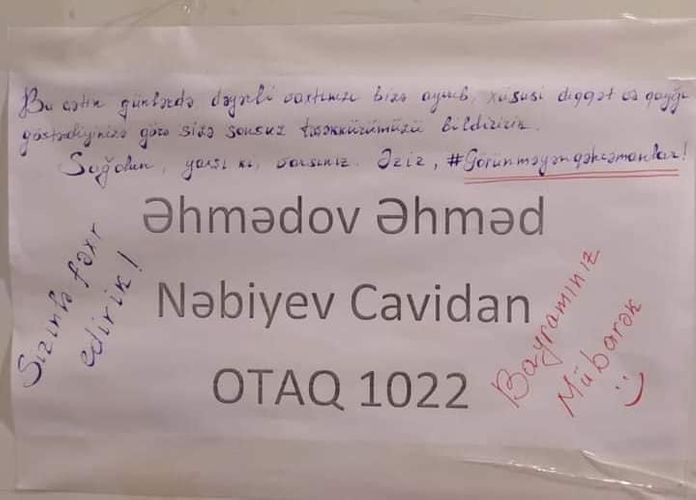 Bu çətin günlərdə dəyərli vaxtınızı bizə ayırıb, xüsusi diqqət və qayğı
göstərdiyinizə görə sizə sonsuz təşəkkürümüzü bildiririk.
Sağolun, yaxşı ki, varsınız. Əziz, #Görünməyənqəhrəmanlar!
Əhmədov Əhməd
Nəbiyev Cavidan
OTAQ 1022
Sizinlə fəxr
edirik!
Bayramınız
Mübarək :)